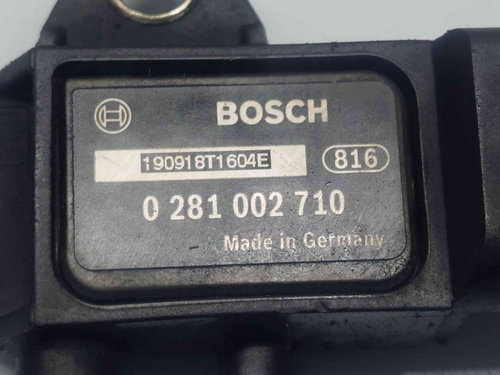 BOSCH
190918T1604E 816
0 281 002 710
Made in Germany